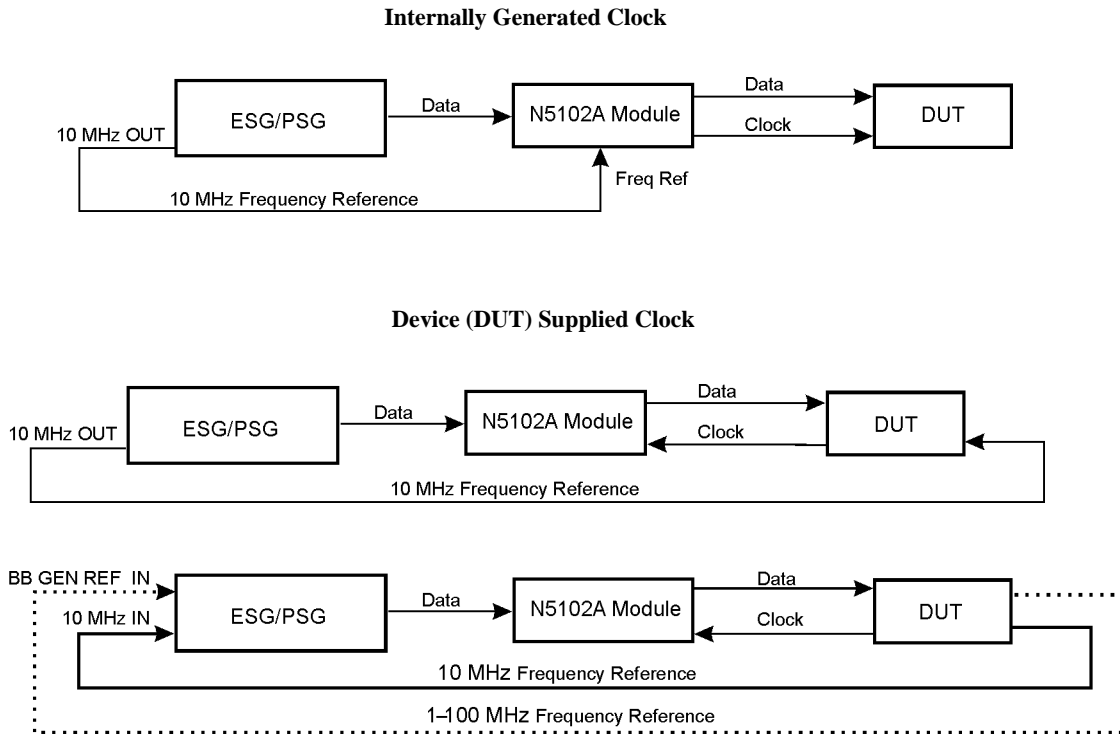 Internally Generated Clock
ESG/PSG
Data
N5102A Module
Data
Clock
DUT
10 MHz OUT
Freq Ref
10 MHz Frequency Reference
Device (DUT) Supplied Clock
ESG/PSG
Data
N5102A Module
Data
Clock
DUT
10 MHz OUT
10 MHz Frequency Reference
BB GEN REF IN
10 MHz IN
ESG/PSG
Data
N5102A Module
Data
Clock
DUT
10 MHz Frequency Reference
1–100 MHz Frequency Reference